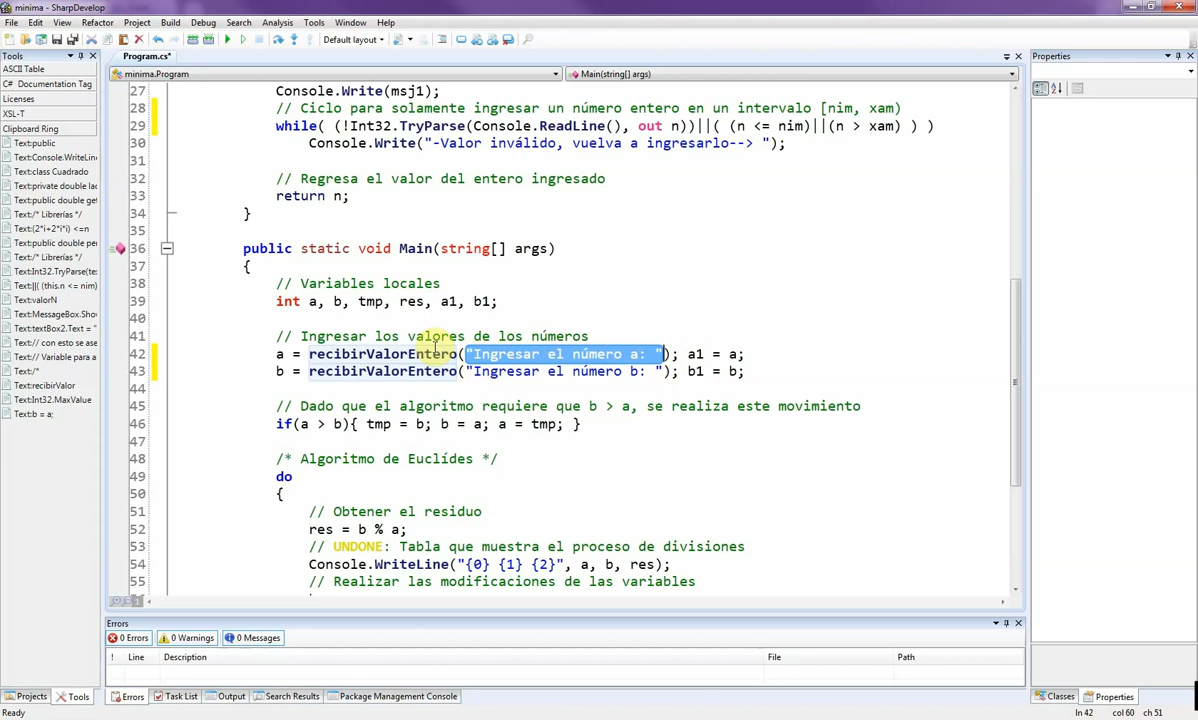 minima - SharpDevelop
File Edit View Refactor Project Build Debug Search Analysis Tools Window Help
Default layout
Tools
ASCII Table
Documentation Tag
Licenses
XSL-T
Clipboard Ring
Text:public
Text:Console.WriteLine
Text:class Cuadrado
Text:private double lad
Text:private string
Text:public double get
Text:/* Librerías */
Text:(2*i+2*i*i) <=n
Text:public double perim
Text:/* Librerías */
Text:Int32.TryParse(te
Text:|| (this.n <= nim)
Text:valorN
Text:MessageBox.Show
Text:textBox2.Text = "
Text:// con esto se ase
Text:// Variable para a
Text:/*
Text:recibirValor
Text:Int32.MaxValue
Text:b = a;
Program.cs*
minima.Program
Main(string[] args)
27 Console.Write(msj1);
28 // Ciclo para solamente ingresar un número entero en un intervalo [nim, xam)
29 while( (!Int32.TryParse(Console.ReadLine(), out n))||( (n <= nim)||(n > xam) ) )
30 Console.Write("-Valor inválido, vuelva a ingresarlo--> ");
31
32 // Regresa el valor del entero ingresado
33 return n;
34 }
35
36 public static void Main(string[] args)
37 {
38 // Variables locales
39 int a, b, tmp, res, a1, b1;
40
41 // Ingresar los valores de los números
42 a = recibirValorEntero("Ingresar el número a: "); a1 = a;
43 b = recibirValorEntero("Ingresar el número b: "); b1 = b;
44
45 // Dado que el algoritmo requiere que b > a, se realiza este movimiento
46 if(a > b){ tmp = b; b = a; a = tmp; }
47
48 /* Algoritmo de Euclídes */
49 do
50 {
51 // Obtener el residuo
52 res = b % a;
53 // UNDONE: Tabla que muestra el proceso de divisiones
54 Console.WriteLine("{0} {1} {2}", a, b, res);
55 // Realizar las modificaciones de las variables
Errors
0 Errors 0 Warnings 0 Messages
! Line Description File Path
Projects Tools Errors Task List Output Search Results Package Management Console
Properties
Classes Properties
Ready
ln 42 col 60 ch 51